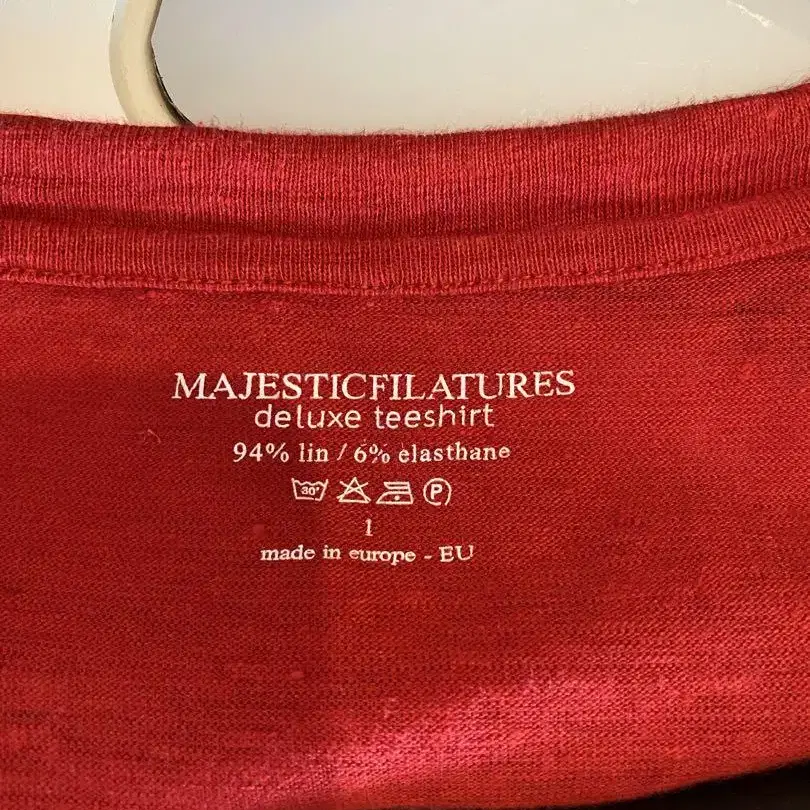 MAJESTICFILATURES
deluxe teeshirt
94% lin / 6% elasthane
30° P
1
made in europe - EU